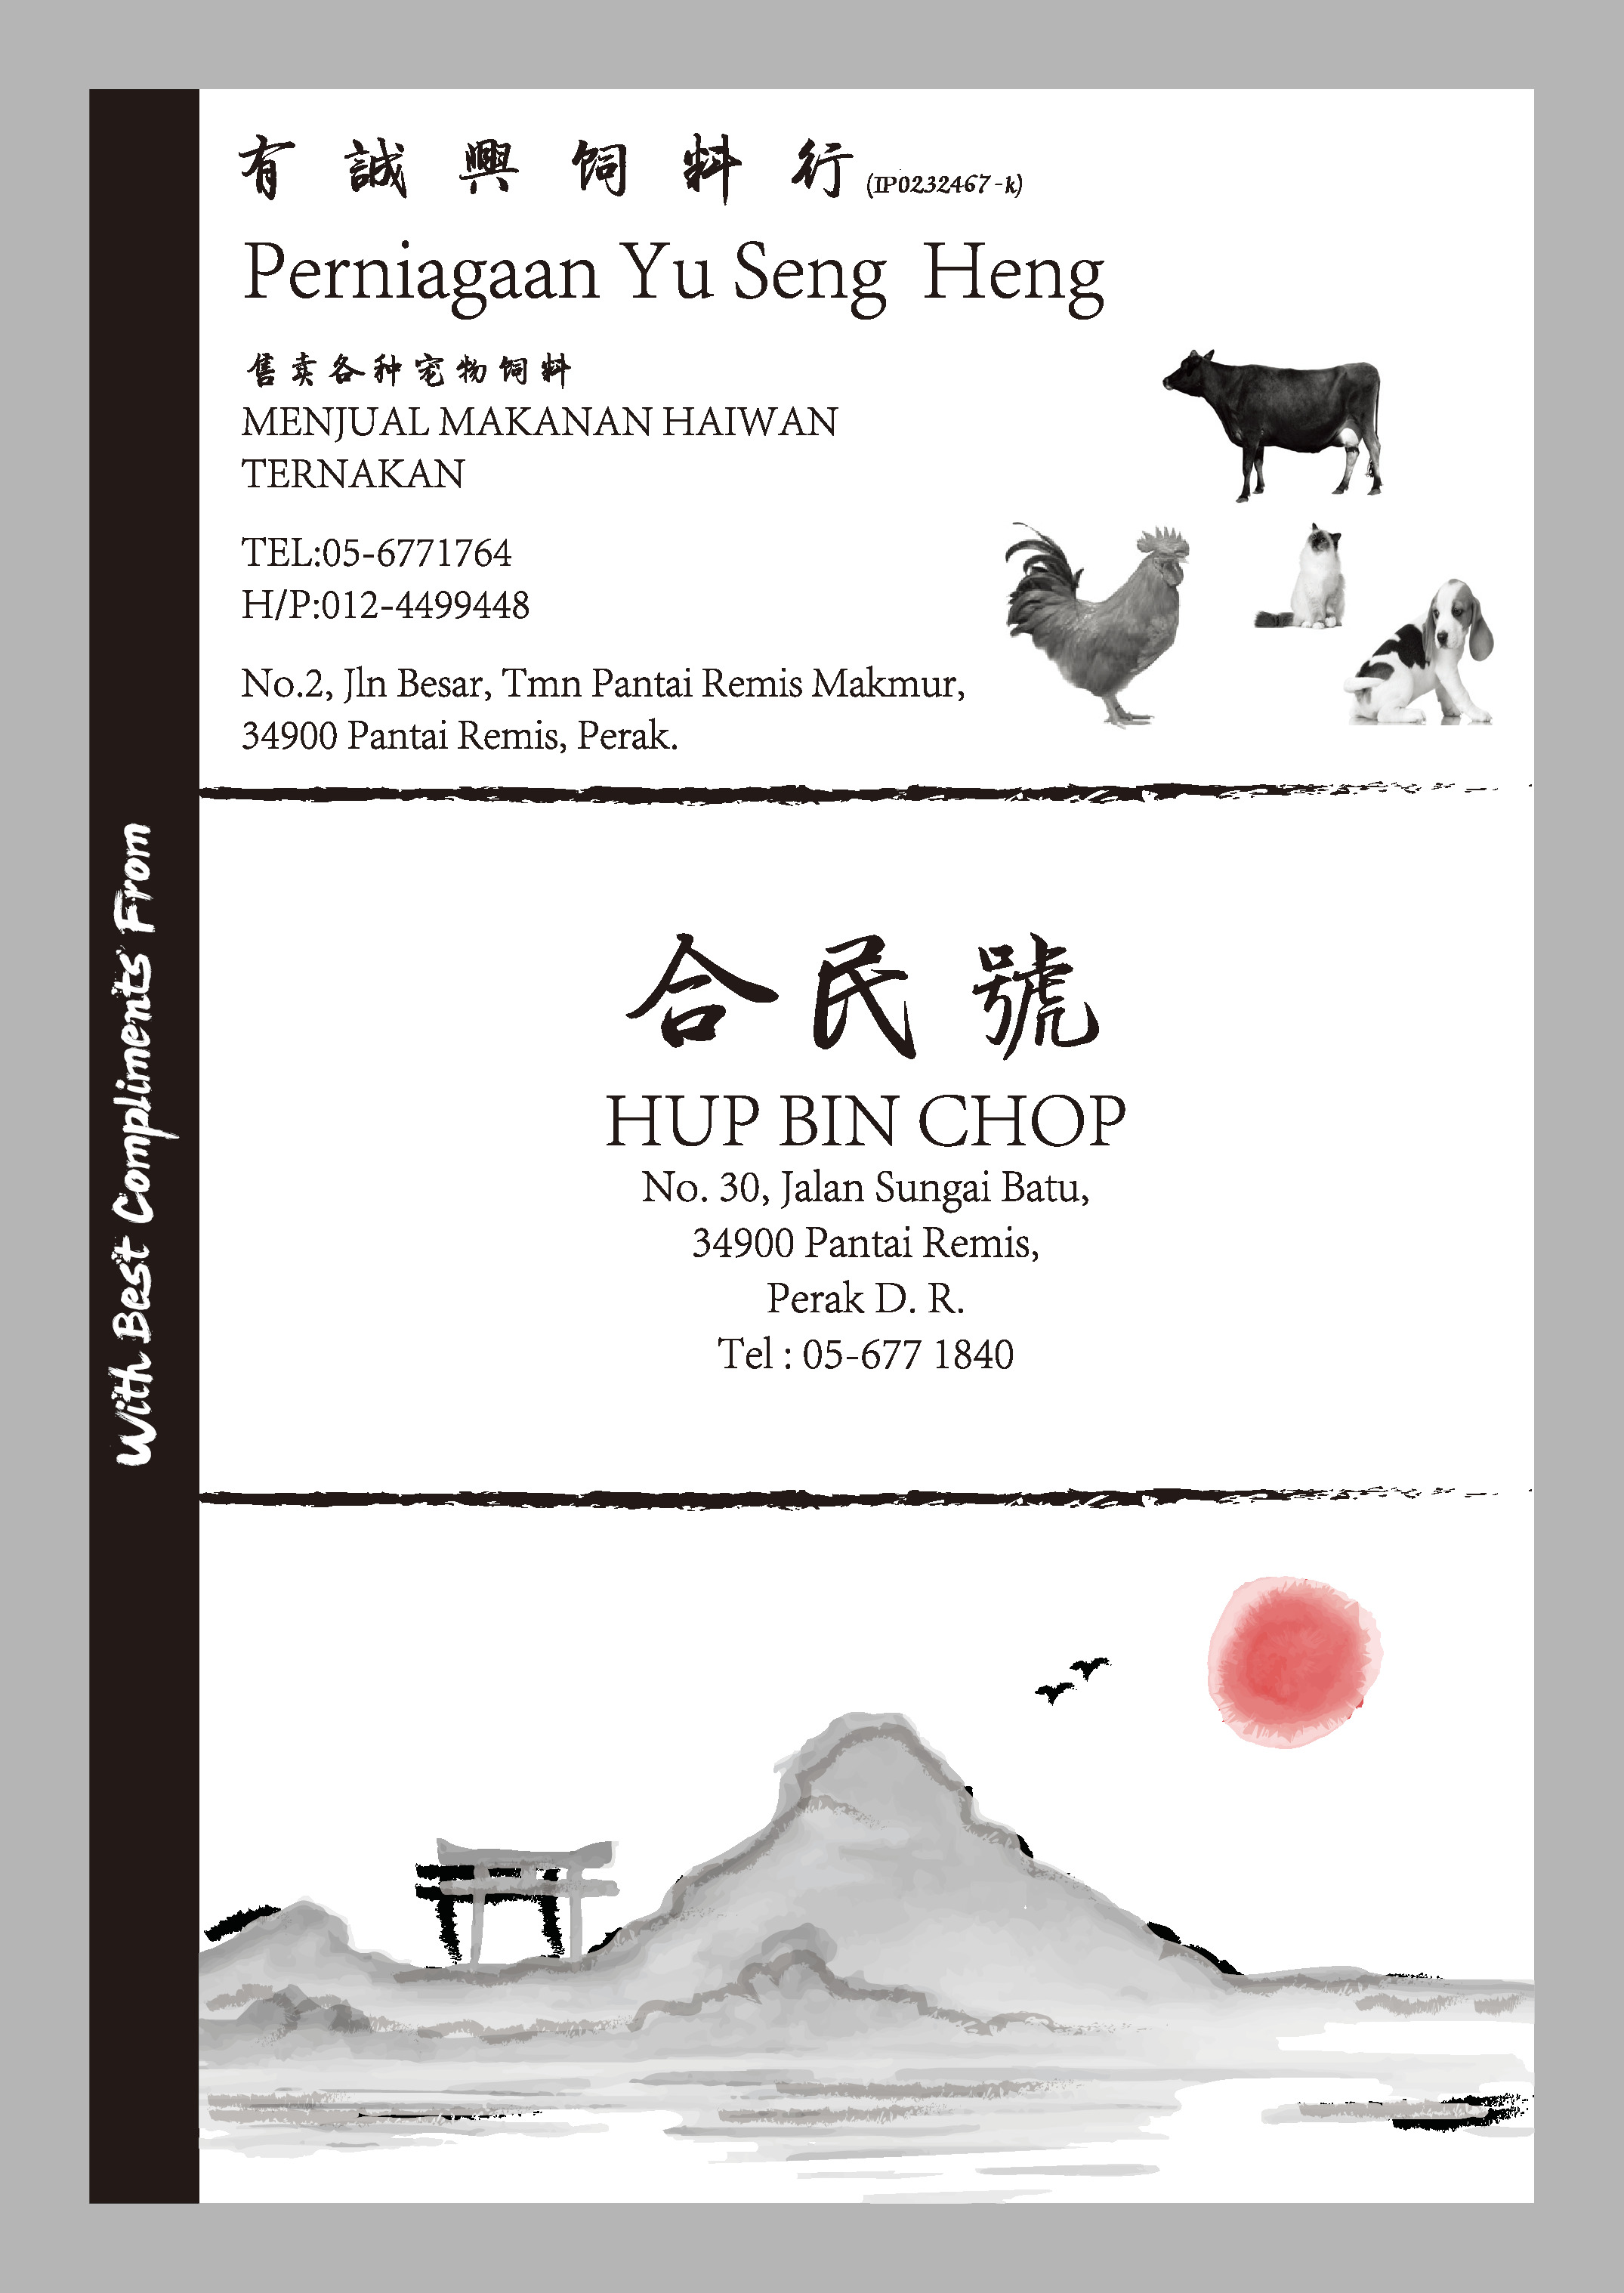 With Best Compliments From
有誠興饲料行 (IP0232467-k)
Perniagaan Yu Seng Heng
售卖各种宠物饲料
MENJUAL MAKANAN HAIWAN
TERNAKAN
TEL:05-6771764
H/P:012-4499448
No.2, Jln Besar, Tmn Pantai Remis Makmur,
34900 Pantai Remis, Perak.
合民號
HUP BIN CHOP
No. 30, Jalan Sungai Batu,
34900 Pantai Remis,
Perak D. R.
Tel : 05-677 1840